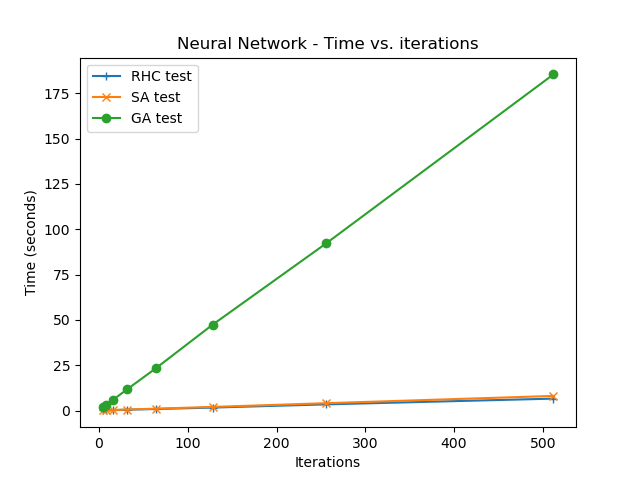 Neural Network - Time vs. iterations
RHC test
SA test
GA test
175
150
125
100
75
50
25
0
Time (seconds)
0 100 200 300 400 500
Iterations